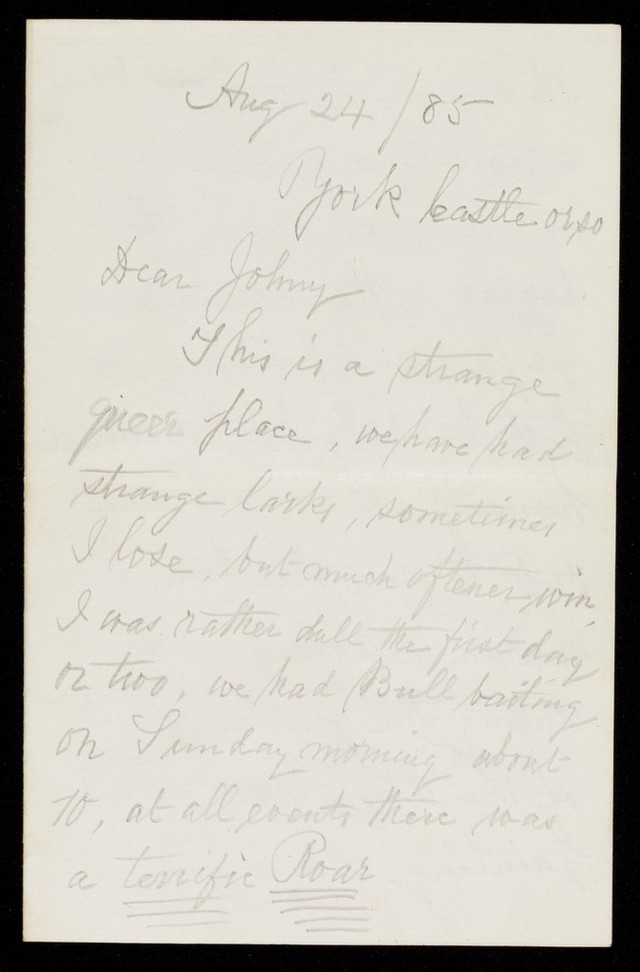 Aug 24 / 85
York Castle or so
Dear Johny
This is a strange
queer place, we have had
strange larks, sometimes
I lose, but much oftener win,
I was rather dull the first day
or two, we had Bull baiting
on Sunday morning about
10, at all events there was
a terrific Roar